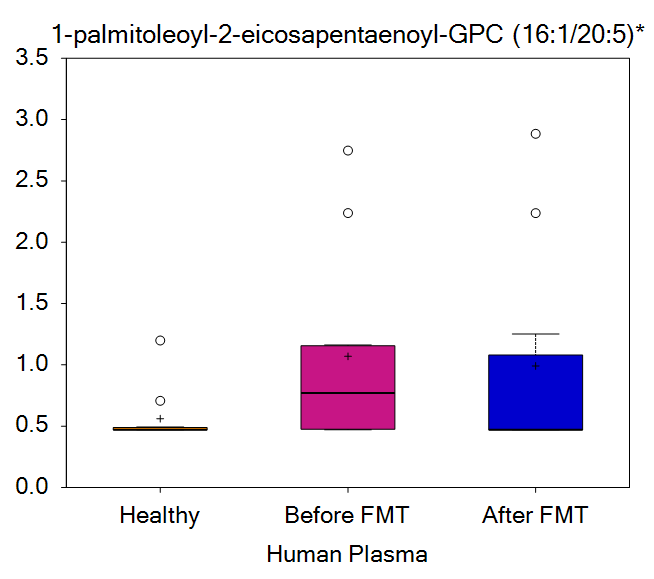 1-palmitoleoyl-2-eicosapentaenoyl-GPC (16:1/20:5)*
3.5
3.0
2.5
2.0
1.5
1.0
0.5
0.0
Healthy Before FMT After FMT
Human Plasma